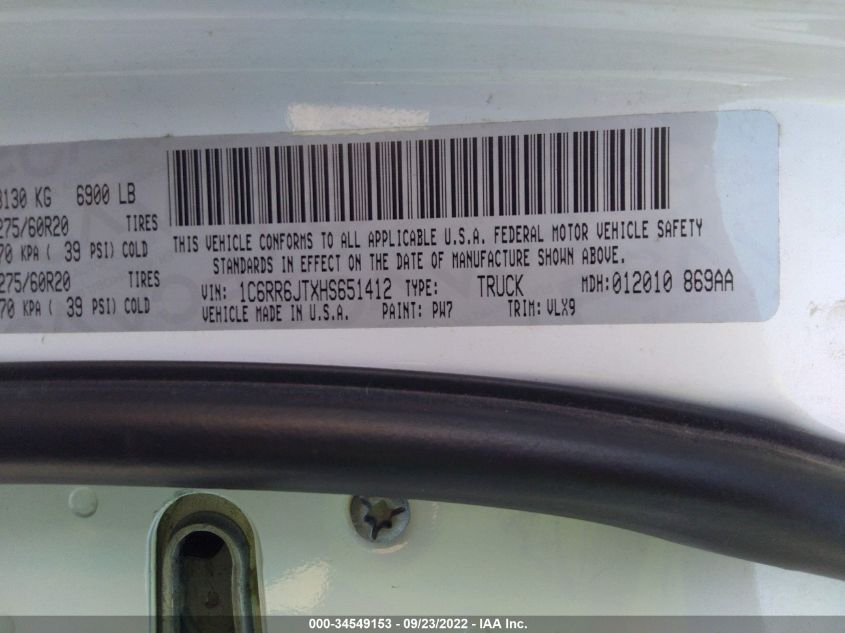 3130 KG 6900 LB
275/60R20 TIRES
70 KPA ( 39 PSI) COLD
275/60R20 TIRES
70 KPA ( 39 PSI) COLD
THIS VEHICLE CONFORMS TO ALL APPLICABLE U.S.A. FEDERAL MOTOR VEHICLE SAFETY
STANDARDS IN EFFECT ON THE DATE OF MANUFACTURE SHOWN ABOVE.
VIN: 1C6RR6JTXHS651412 TYPE: TRUCK MDH:012010 869AA
VEHICLE MADE IN U.S. PAINT: PW7 TRIM: VLX9
000-34549153 - 09/23/2022 - IAA Inc.